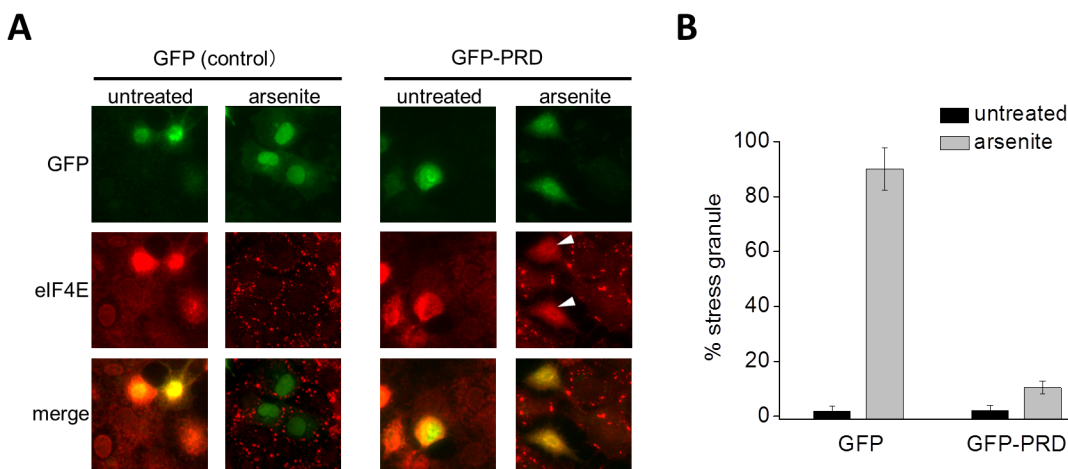 A
GFP (control)
GFP-PRD
untreated
arsenite
untreated
arsenite
GFP
eIF4E
merge
B
untreated
arsenite
% stress granule
100
80
60
40
20
0
GFP
GFP-PRD